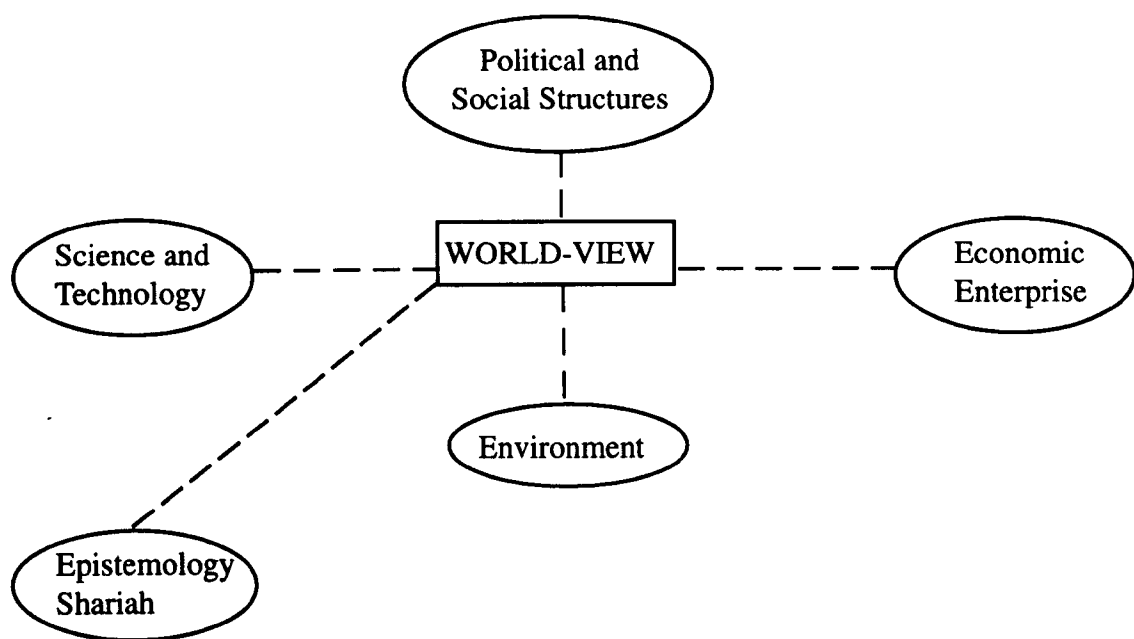 Political and
Social Structures
WORLD-VIEW
Science and
Technology
Economic
Enterprise
Environment
Epistemology
Shariah